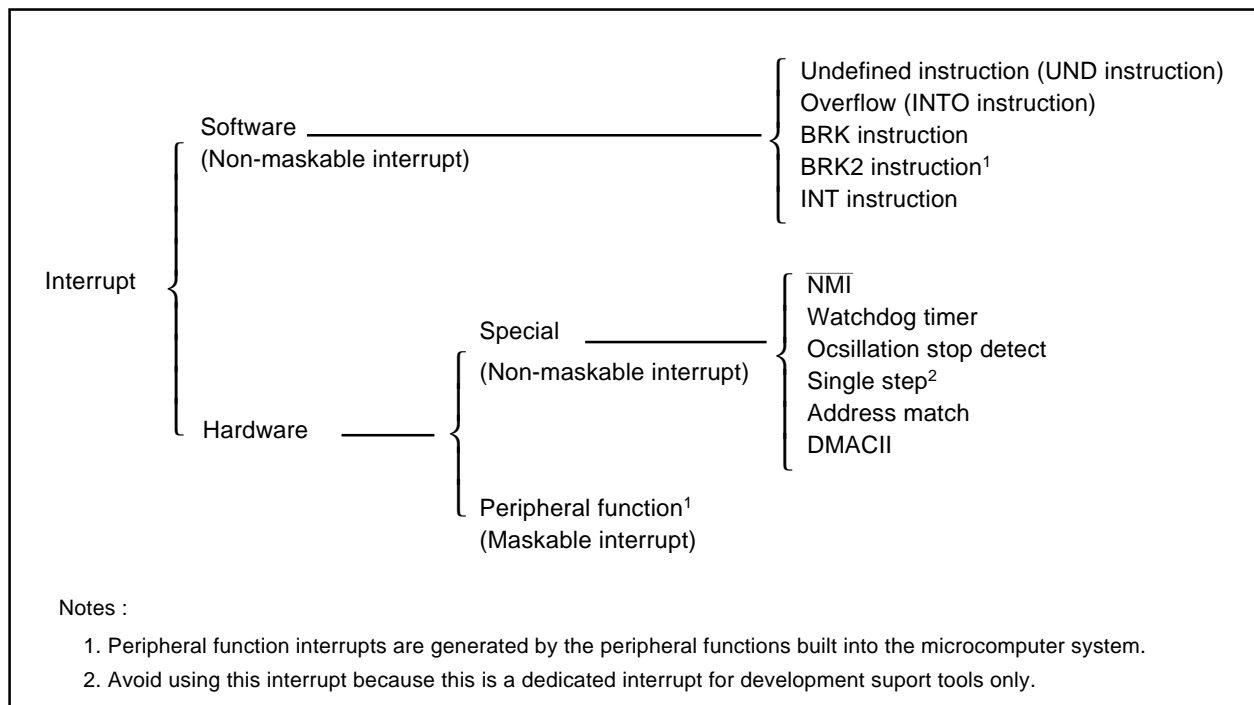 Undefined instruction (UND instruction)
Overflow (INTO instruction)
BRK instruction
BRK2 instruction¹
INT instruction
Software
(Non-maskable interrupt)
Interrupt
NMI
Watchdog timer
Ocsillation stop detect
Single step²
Address match
DMACII
Special
(Non-maskable interrupt)
Hardware
Peripheral function¹
(Maskable interrupt)
Notes :
1. Peripheral function interrupts are generated by the peripheral functions built into the microcomputer system.
2. Avoid using this interrupt because this is a dedicated interrupt for development suport tools only.